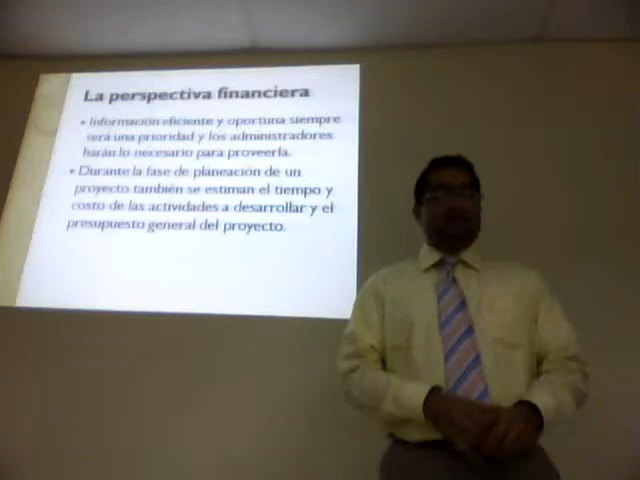 La perspectiva financiera
• Información eficiente y oportuna siempre
será una prioridad y los administradores
harán lo necesario para proveerla.
• Durante la fase de planeación de un
proyecto también se estiman el tiempo y
costo de las actividades a desarrollar y el
presupuesto general del proyecto.